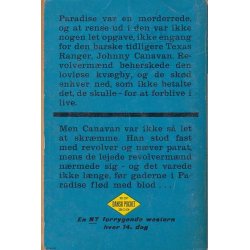 Paradise var en morderrede,
og at rense ud i den var ikke
nogen let opgave, ikke engang
for den barske tidligere Texas
Ranger, Johnny Canavan. Re-
volvermænd beherskede den
lovløse kvægby, og de skød
enhver ned, som ikke betalte
det, de skulle - for at forblive i
live.
Men Canavan var ikke så let
at skræmme. Han stod fast
med revolver og næver parat,
mens de lejede revolvermænd
nærmede sig - og det varede
ikke længe, før gaderne i Pa-
radise flød med blod . . .
DANSK POCKET
En NY forrygende western
hver 14. dag